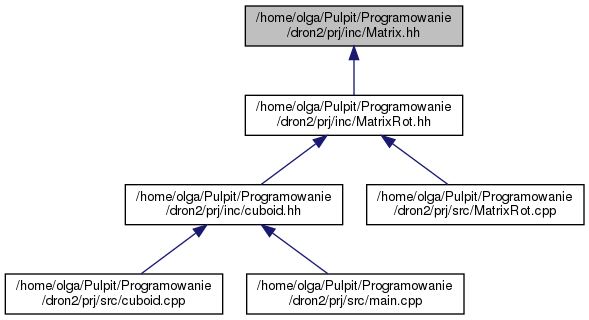 /home/olga/Pulpit/Programowanie
/dron2/prj/inc/Matrix.hh
/home/olga/Pulpit/Programowanie
/dron2/prj/inc/MatrixRot.hh
/home/olga/Pulpit/Programowanie
/dron2/prj/inc/cuboid.hh
/home/olga/Pulpit/Programowanie
/dron2/prj/src/MatrixRot.cpp
/home/olga/Pulpit/Programowanie
/dron2/prj/src/cuboid.cpp
/home/olga/Pulpit/Programowanie
/dron2/prj/src/main.cpp